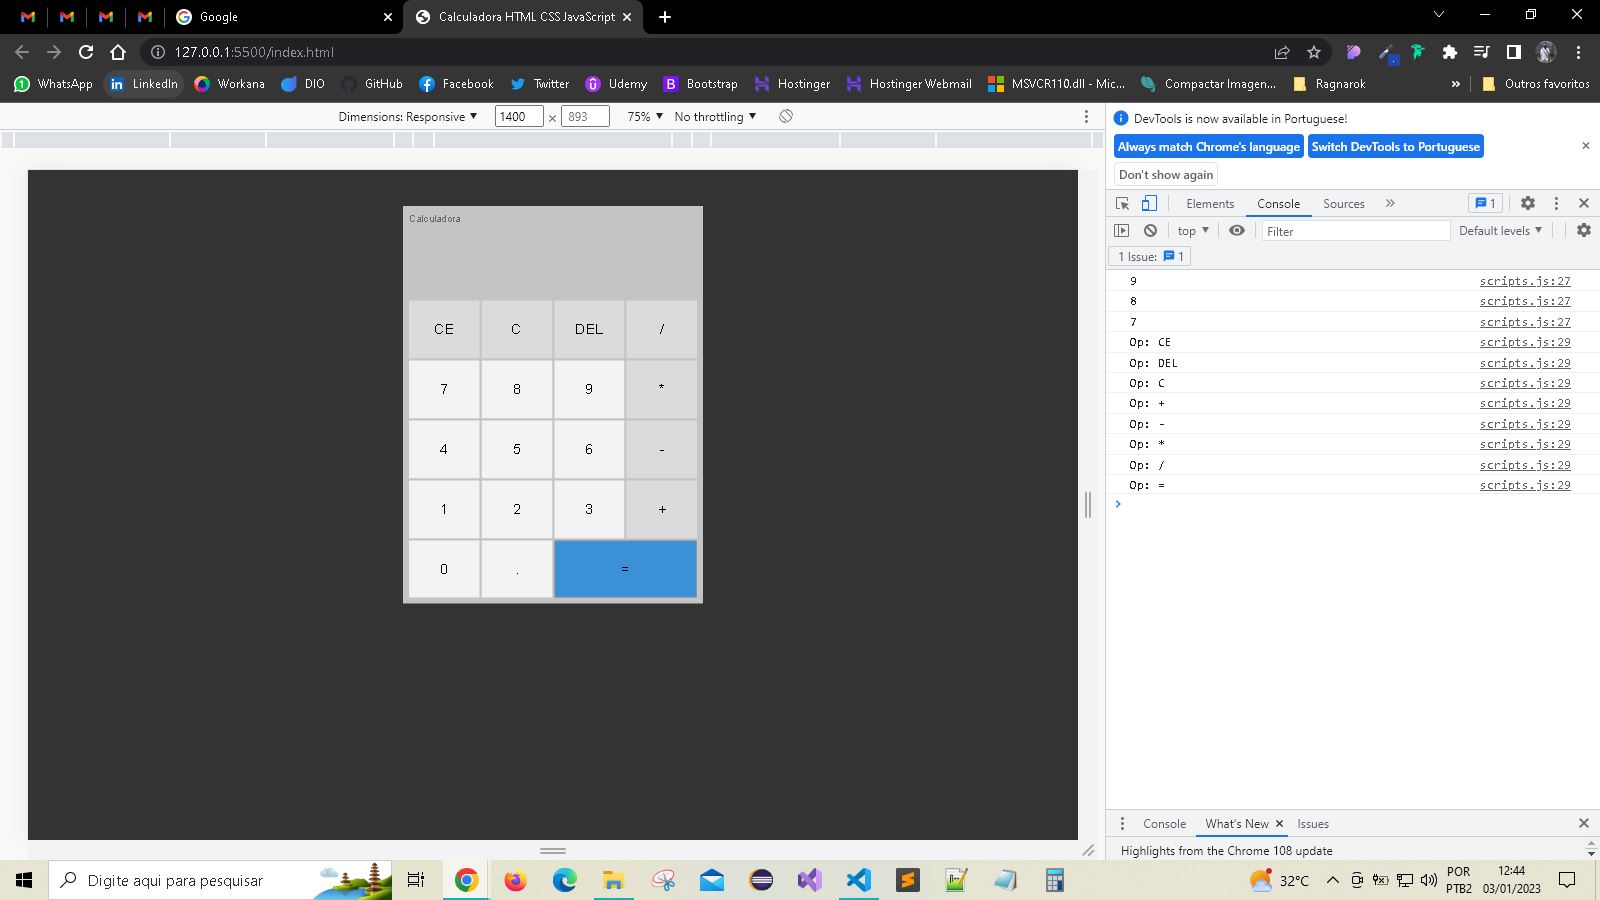 Google
Calculadora HTML CSS JavaScript
127.0.0.1:5500/index.html
WhatsApp LinkedIn Workana DIO GitHub Facebook Twitter Udemy Bootstrap Hostinger Hostinger Webmail MSVCR110.dll - Mic... Compactar Imagen... Ragnarok » Outros favoritos
Dimensions: Responsive 1400 × 893 75% No throttling
DevTools is now available in Portuguese!
Always match Chrome's language Switch DevTools to Portuguese
Don't show again
Elements Console Sources » 1
top Filter Default levels
1 Issue: 1
Calculadora
CE C DEL /
7 8 9 *
4 5 6 -
1 2 3 +
0 . =
9 scripts.js:27
8 scripts.js:27
7 scripts.js:27
Op: CE scripts.js:29
Op: DEL scripts.js:29
Op: C scripts.js:29
Op: + scripts.js:29
Op: - scripts.js:29
Op: * scripts.js:29
Op: / scripts.js:29
Op: = scripts.js:29
Console What's New Issues
Highlights from the Chrome 108 update
Digite aqui para pesquisar
32°C
POR
PTB2
12:44
03/01/2023